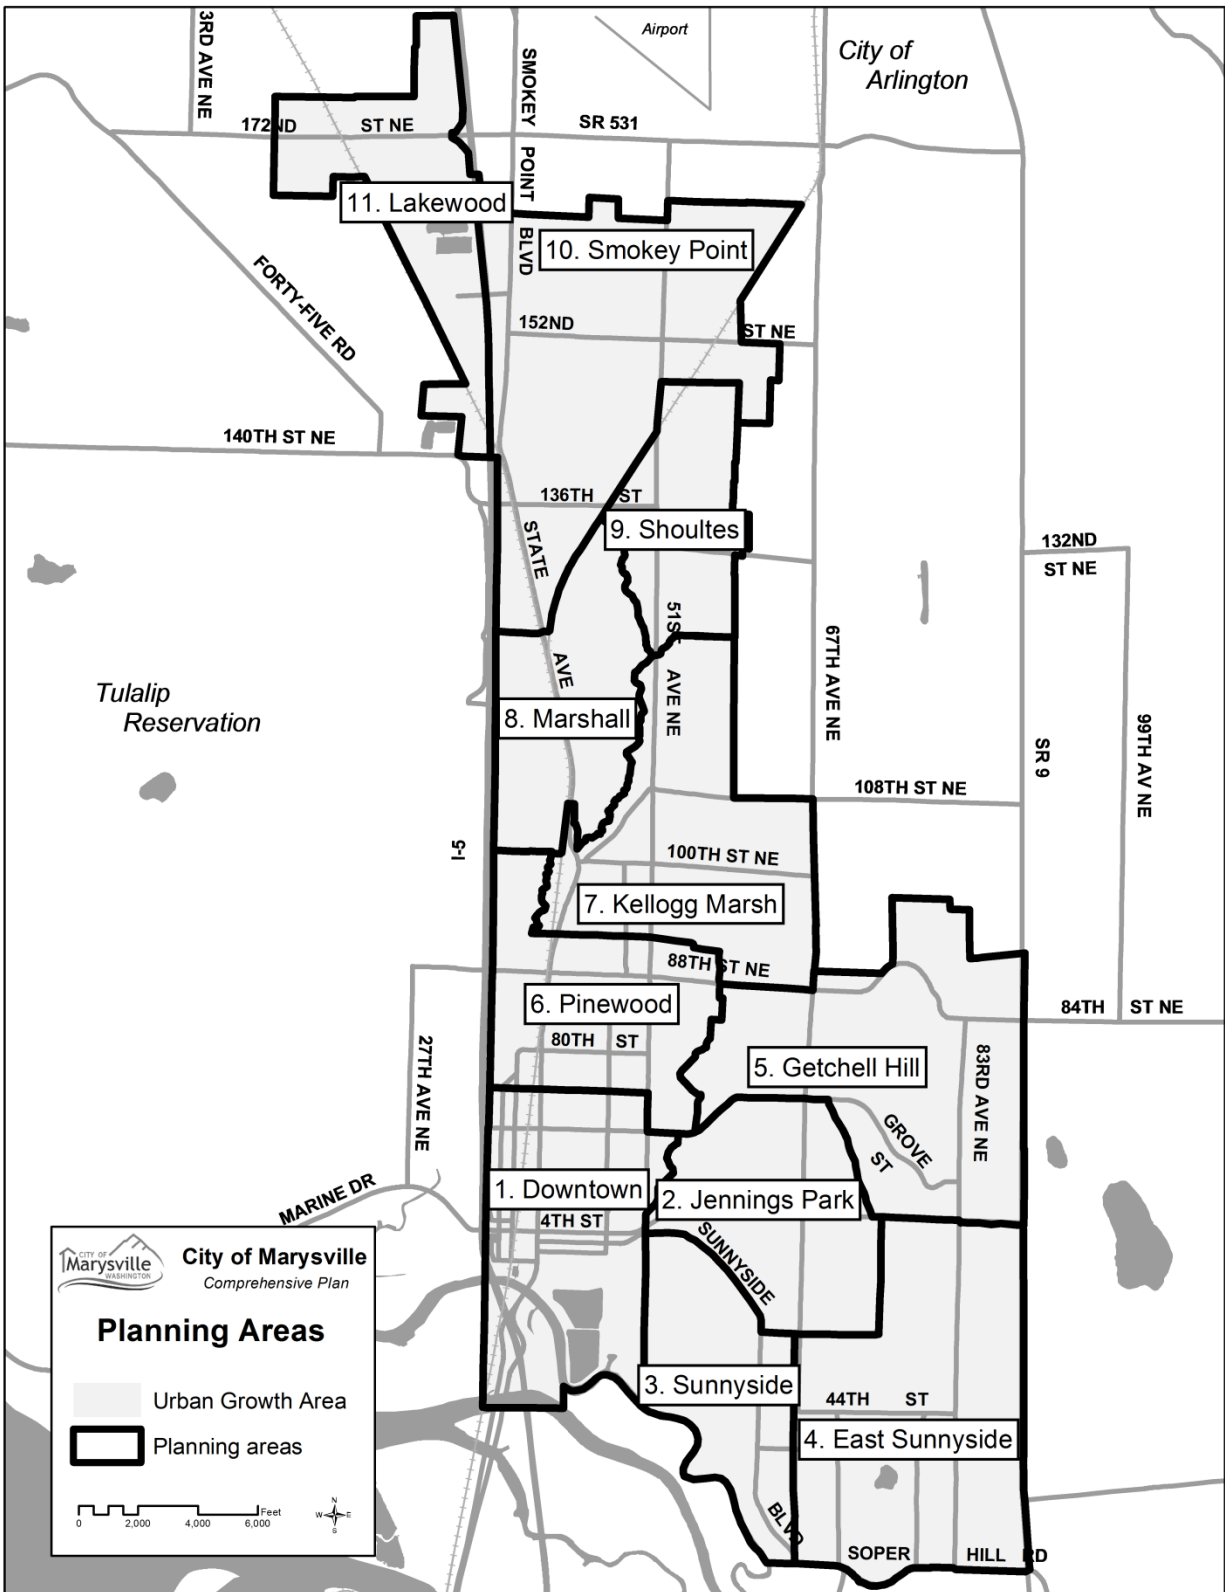 3RD AVE NE
SMOKEY
POINT
BLVD
Airport
City of
Arlington
172ND
ST NE
SR 531
11. Lakewood
10. Smokey Point
FORTY-FIVE RD
152ND
ST NE
140TH ST NE
136TH
ST
STATE
AVE
9. Shoultes
132ND
ST NE
51ST
AVE NE
67TH AVE NE
Tulalip
Reservation
8. Marshall
SR 9
99TH AV NE
108TH ST NE
I-5
100TH ST NE
7. Kellogg Marsh
88TH ST NE
6. Pinewood
84TH
ST NE
80TH
ST
27TH AVE NE
5. Getchell Hill
83RD AVE NE
GROVE
ST
MARINE DR
1. Downtown
2. Jennings Park
4TH ST
SUNNYSIDE
BLVD
3. Sunnyside
44TH
ST
4. East Sunnyside
SOPER
HILL RD
CITY OF
Marysville
WASHINGTON
City of Marysville
Comprehensive Plan
Planning Areas
Urban Growth Area
Planning areas
Feet
0
2,000
4,000
6,000
N
W
E
S